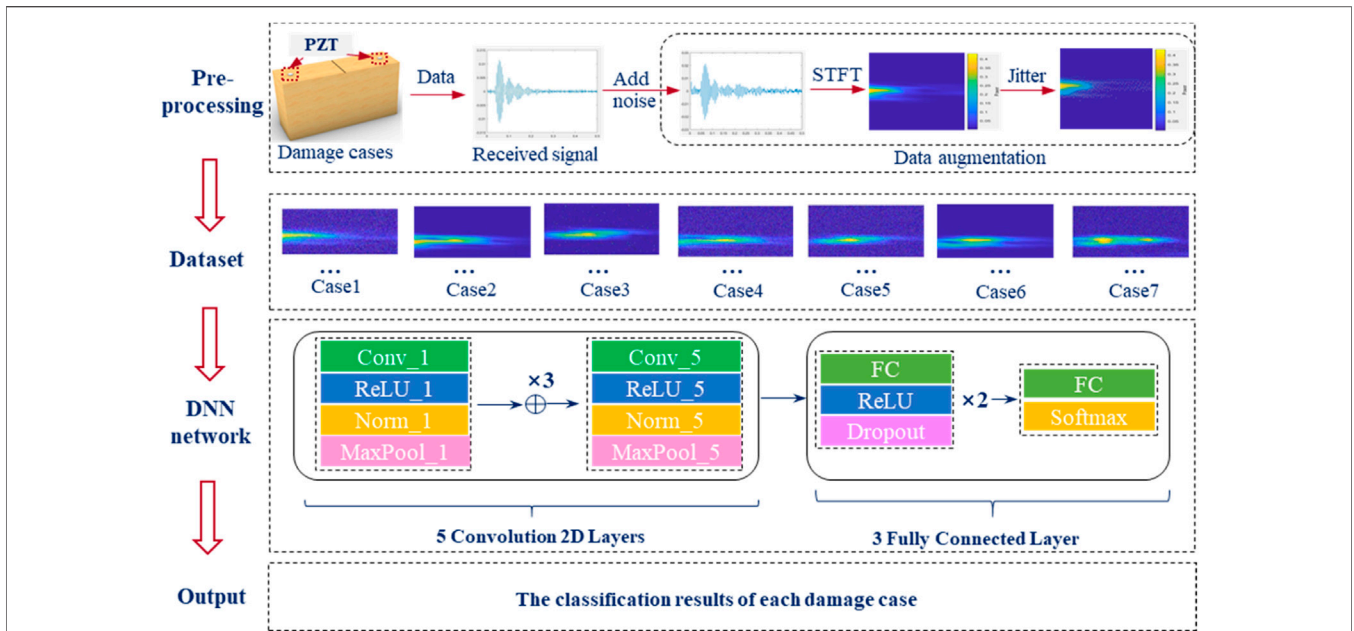 Pre-
processing
PZT
Data
Add
noise
STFT
Jitter
Damage cases
Received signal
Data augmentation
Dataset
...
...
...
...
...
...
...
Case1
Case2
Case3
Case4
Case5
Case6
Case7
DNN
network
Conv_1
ReLU_1
Norm_1
MaxPool_1
×3
Conv_5
ReLU_5
Norm_5
MaxPool_5
FC
ReLU
Dropout
×2
FC
Softmax
5 Convolution 2D Layers
3 Fully Connected Layer
Output
The classification results of each damage case